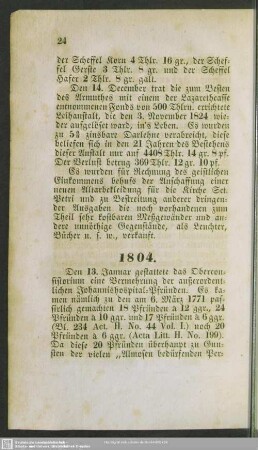 24
der Scheffel Korn 4 Thlr. 16 gr., der Schef-
fel Gerste 3 Thlr. 8 gr. und der Scheffel
Hafer 2 Thlr. 8 gr. galt.
Den 14. December trat die zum Besten
des Armuthes mit einem der Lazarethcasse
entnommenen Fonds von 500 Thlrn. errichtete
Leihanstalt, die den 3. November 1824 wie-
der aufgelöset ward, in's Leben. Es wurden
zu 5% zinsbare Darlehne verabreicht, diese
beliefen sich in den 21 Jahren des Bestehens
dieser Anstalt nur auf 4408 Thlr. 14 gr. 8 pf.
Der Verlust betrug 369 Thlr. 12 gr. 10 pf.
Es wurden für Rechnung des geistlichen
Einkommens behufs der Anschaffung einer
neuen Altarbekleidung für die Kirche Sct.
Petri und zu Bestreitung anderer dringen-
der Ausgaben die noch vorhandenen zum
Theil sehr kostbaren Meßgewänder und an-
dere unnöthige Gegenstände, als Leuchter,
Bücher u. s. w., verkauft.
1804.
Den 13. Januar gestattete das Obercon-
sistorium eine Vermehrung der außerordent-
lichen Johannishospital-Pfründen. Es ka-
men nämlich zu den am 6. März 1771 pas-
sirlich gemachten 18 Pfründen à 12 ggr., 24
Pfründen à 10 ggr. und 17 Pfründen à 6 ggr.
(Bl. 234 Act. H. No. 44 Vol. I.) noch 20
Pfründen à 6 ggr. (Acta Litt. H. No. 199).
Da diese 20 Pfründen überhaupt zu Gun-
sten der vielen „Almosen bedürfenden Per-